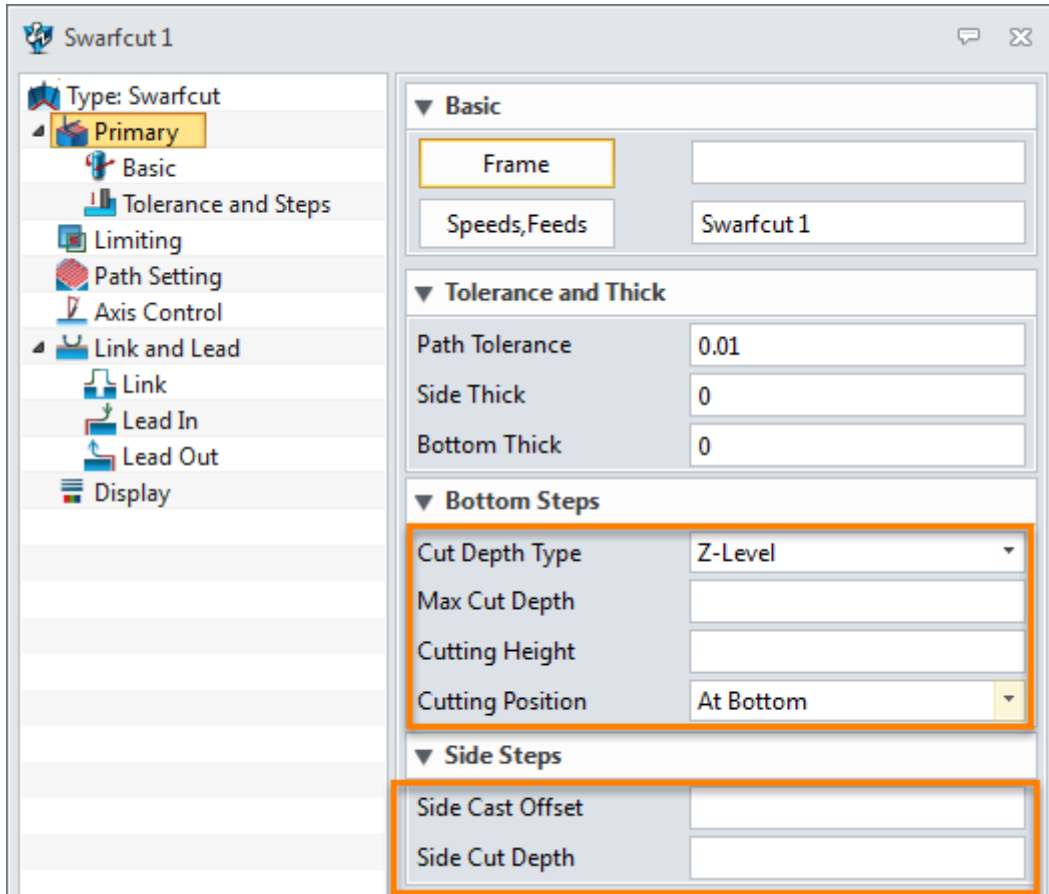 Swarfcut 1
Type: Swarfcut
Primary
Basic
Tolerance and Steps
Limiting
Path Setting
Axis Control
Link and Lead
Link
Lead In
Lead Out
Display
Basic
Frame
Speeds,Feeds Swarfcut 1
Tolerance and Thick
Path Tolerance 0.01
Side Thick 0
Bottom Thick 0
Bottom Steps
Cut Depth Type Z-Level
Max Cut Depth
Cutting Height
Cutting Position At Bottom
Side Steps
Side Cast Offset
Side Cut Depth